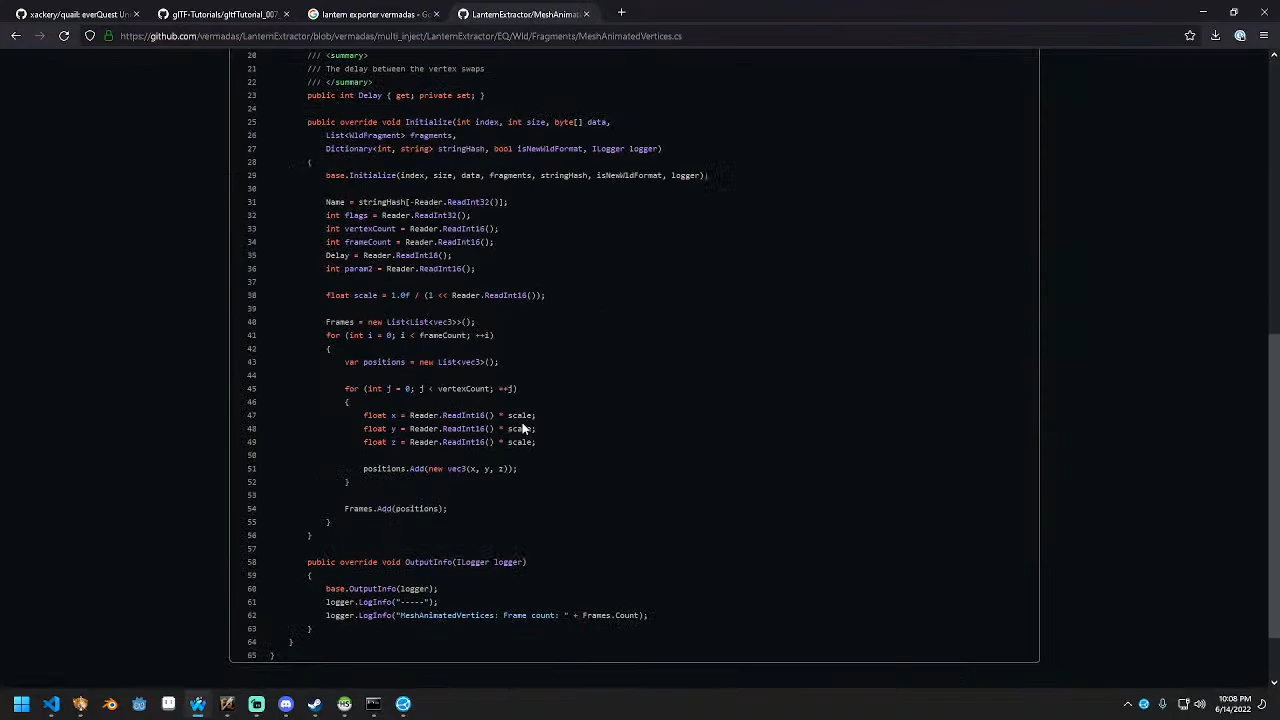 xackery/quail: everQuest Un
glTF-Tutorials/gltfTutorial_007_
lantern exporter vermadas - Go
LanternExtractor/MeshAnimat
https://github.com/vermadas/LanternExtractor/blob/vermadas/multi_inject/LanternExtractor/EQ/Wld/Fragments/MeshAnimatedVertices.cs
20 /// <summary>
21 /// The delay between the vertex swaps
22 /// </summary>
23 public int Delay { get; private set; }
24
25 public override void Initialize(int index, int size, byte[] data,
26 List<WldFragment> fragments,
27 Dictionary<int, string> stringHash, bool isNewWldFormat, ILogger logger)
28 {
29 base.Initialize(index, size, data, fragments, stringHash, isNewWldFormat, logger);
30
31 Name = stringHash[-Reader.ReadInt32()];
32 int flags = Reader.ReadInt32();
33 int vertexCount = Reader.ReadInt16();
34 int frameCount = Reader.ReadInt16();
35 Delay = Reader.ReadInt16();
36 int param2 = Reader.ReadInt16();
37
38 float scale = 1.0f / (1 << Reader.ReadInt16());
39
40 Frames = new List<List<vec3>>();
41 for (int i = 0; i < frameCount; ++i)
42 {
43 var positions = new List<vec3>();
44
45 for (int j = 0; j < vertexCount; ++j)
46 {
47 float x = Reader.ReadInt16() * scale;
48 float y = Reader.ReadInt16() * scale;
49 float z = Reader.ReadInt16() * scale;
50
51 positions.Add(new vec3(x, y, z));
52 }
53
54 Frames.Add(positions);
55 }
56 }
57
58 public override void OutputInfo(ILogger logger)
59 {
60 base.OutputInfo(logger);
61 logger.LogInfo("-----");
62 logger.LogInfo("MeshAnimatedVertices: Frame count: " + Frames.Count);
63 }
64 }
65 }
HS
10:08 PM
6/14/2022